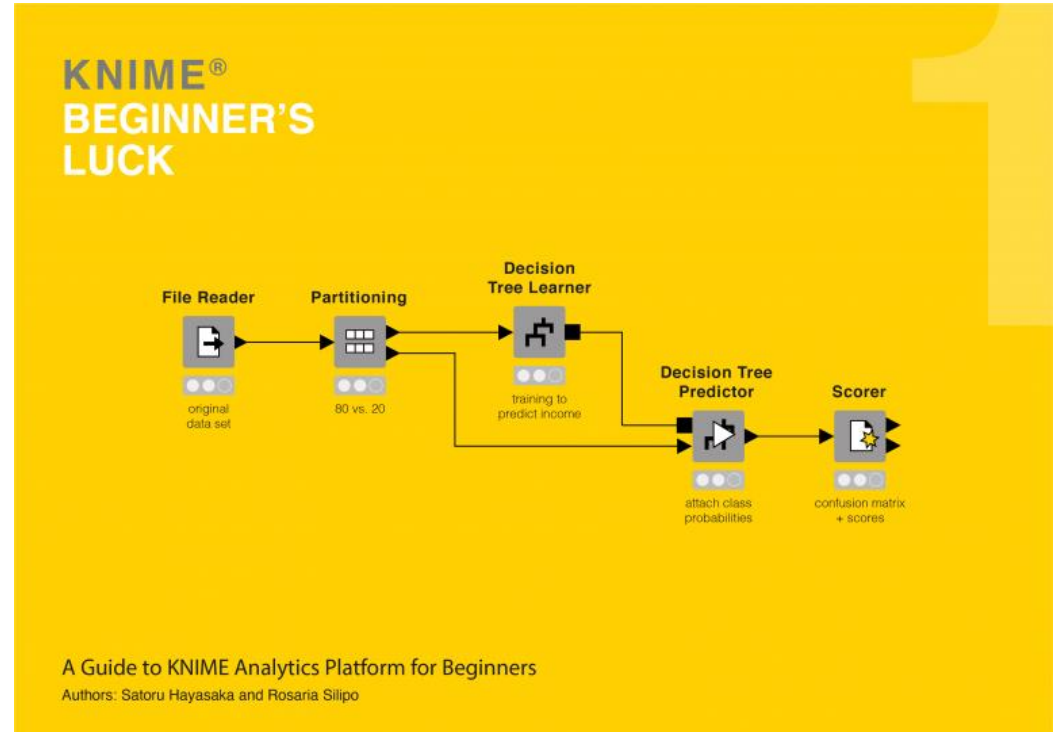 KNIME®
BEGINNER'S
LUCK
1
File Reader
original
data set
Partitioning
80 vs. 20
Decision
Tree Learner
training to
predict income
Decision Tree
Predictor
attach class
probabilities
Scorer
confusion matrix
+ scores
A Guide to KNIME Analytics Platform for Beginners
Authors: Satoru Hayasaka and Rosaria Silipo